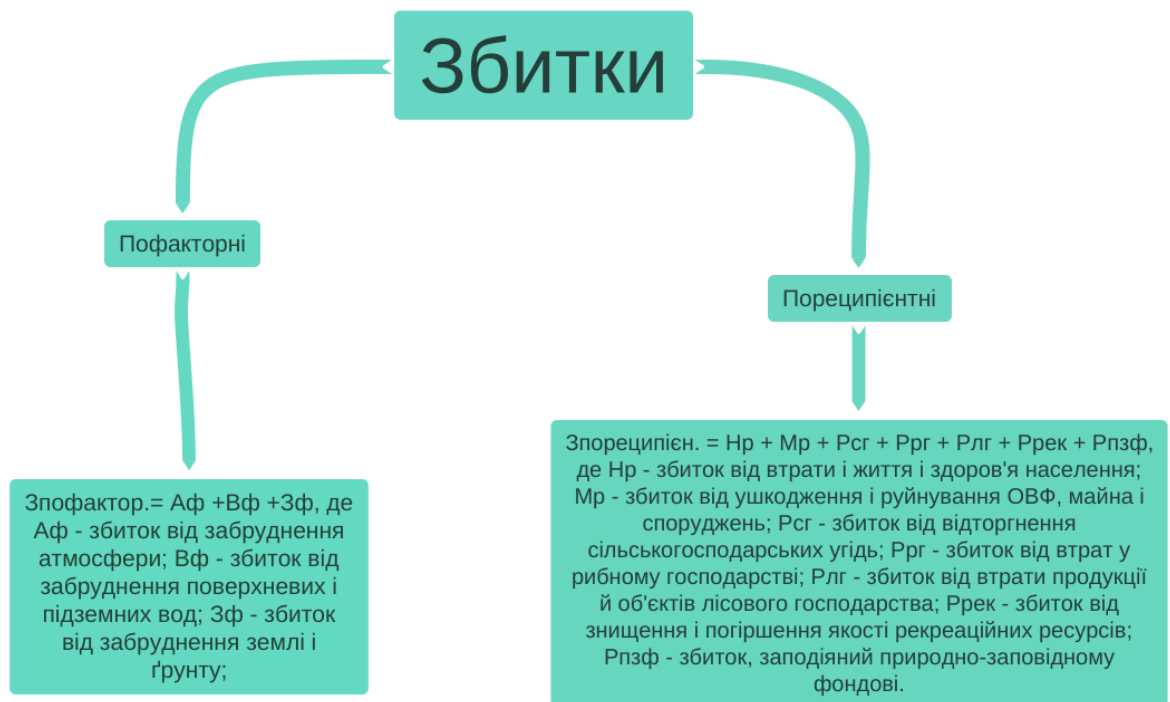 Збитки
Пофакторні
Пореципієнтні
Зпофактор.= Аф +Вф +Зф, де
Аф - збиток від забруднення
атмосфери; Вф - збиток від
забруднення поверхневих і
підземних вод; Зф - збиток
від забруднення землі і
ґрунту;
Зпореципієн. = Нр + Мр + Рсг + Ррг + Рлг + Ррек + Рпзф,
де Нр - збиток від втрати і життя і здоров'я населення;
Мр - збиток від ушкодження і руйнування ОВФ, майна і
споруджень; Рсг - збиток від відторгнення
сільськогосподарських угідь; Ррг - збиток від втрат у
рибному господарстві; Рлг - збиток від втрати продукції
й об'єктів лісового господарства; Ррек - збиток від
знищення і погіршення якості рекреаційних ресурсів;
Рпзф - збиток, заподіяний природно-заповідному
фондові.